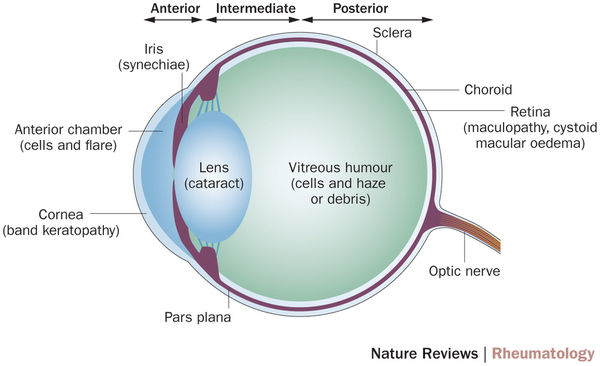 Anterior Intermediate Posterior
Sclera
Iris
(synechiae)
Choroid
Retina
(maculopathy, cystoid
macular oedema)
Anterior chamber
(cells and flare)
Lens
(cataract)
Vitreous humour
(cells and haze
or debris)
Cornea
(band keratopathy)
Optic nerve
Pars plana
Nature Reviews | Rheumatology